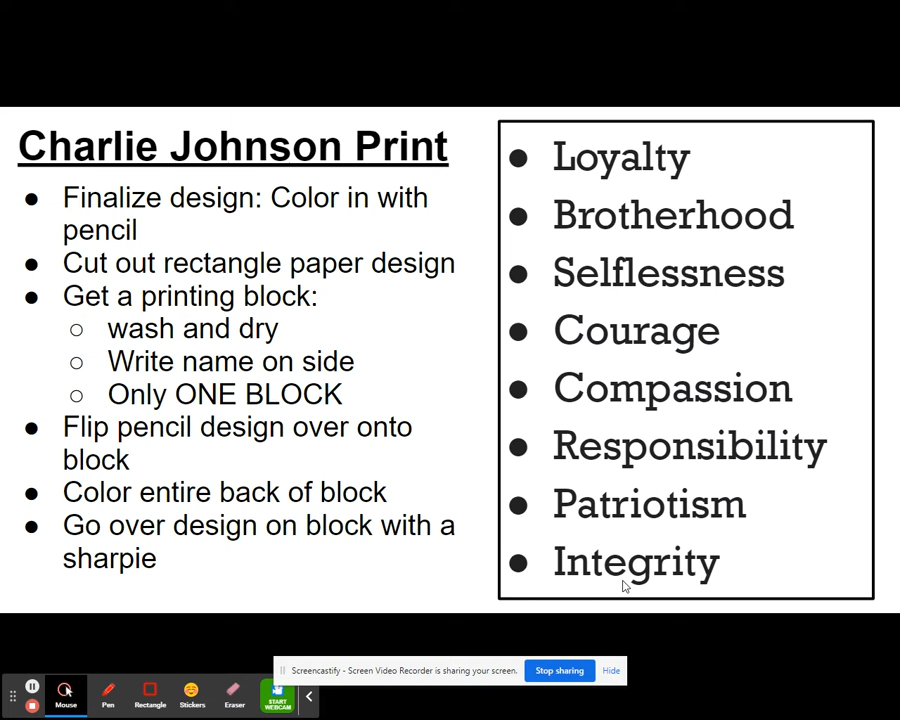 Charlie Johnson Print
● Finalize design: Color in with
pencil
● Cut out rectangle paper design
● Get a printing block:
○ wash and dry
○ Write name on side
○ Only ONE BLOCK
● Flip pencil design over onto
block
● Color entire back of block
● Go over design on block with a
sharpie
● Loyalty
● Brotherhood
● Selflessness
● Courage
● Compassion
● Responsibility
● Patriotism
● Integrity
Screencastify - Screen Video Recorder is sharing your screen. Stop sharing Hide
Mouse Pen Rectangle Stickers Eraser START
WEBCAM